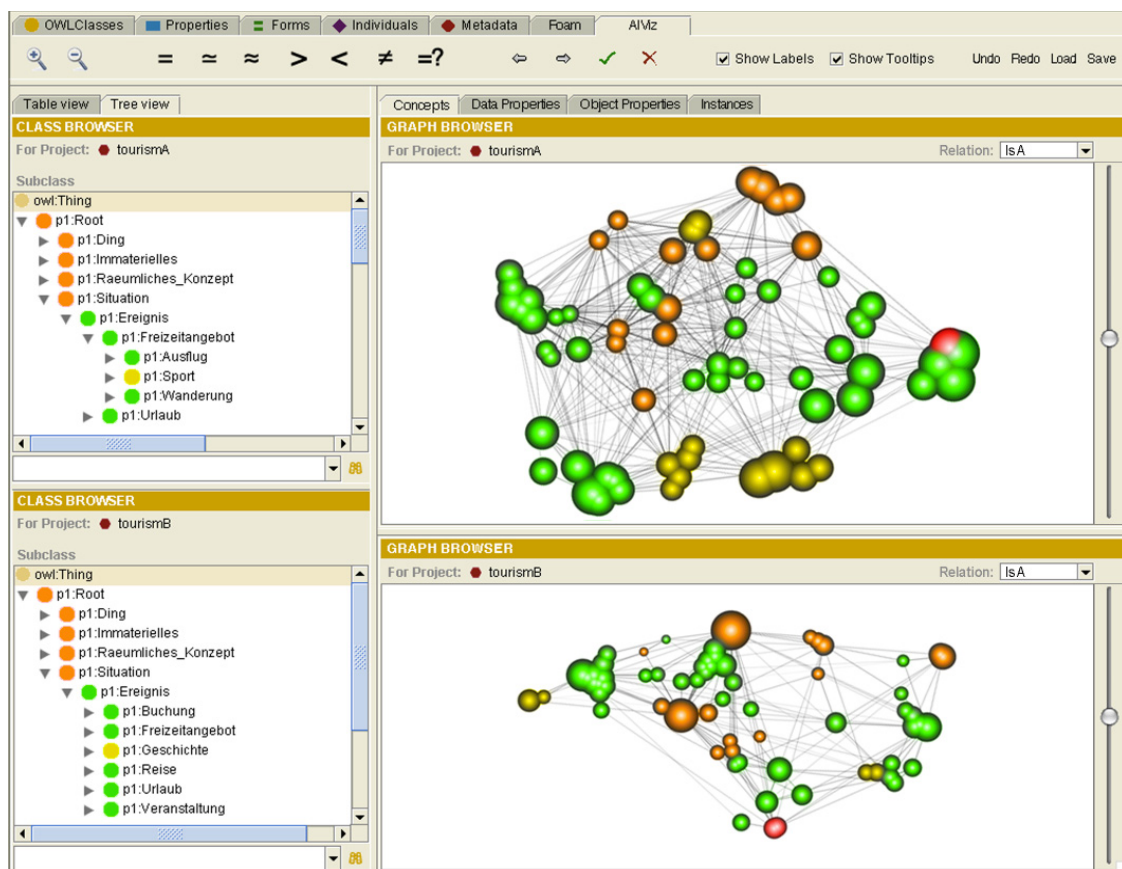 OWLClasses Properties Forms Individuals Metadata Foam AlViz
= ≃ ≈ > < ≠ =? Show Labels Show Tooltips Undo Redo Load Save
Table view Tree view
CLASS BROWSER
For Project: tourismA
Subclass
owl:Thing
p1:Root
p1:Ding
p1:Immaterielles
p1:Raeumliches_Konzept
p1:Situation
p1:Ereignis
p1:Freizeitangebot
p1:Ausflug
p1:Sport
p1:Wanderung
p1:Urlaub
CLASS BROWSER
For Project: tourismB
Subclass
owl:Thing
p1:Root
p1:Ding
p1:Immaterielles
p1:Raeumliches_Konzept
p1:Situation
p1:Ereignis
p1:Buchung
p1:Freizeitangebot
p1:Geschichte
p1:Reise
p1:Urlaub
p1:Veranstaltung
Concepts Data Properties Object Properties Instances
GRAPH BROWSER
For Project: tourismA Relation: IsA
GRAPH BROWSER
For Project: tourismB Relation: IsA